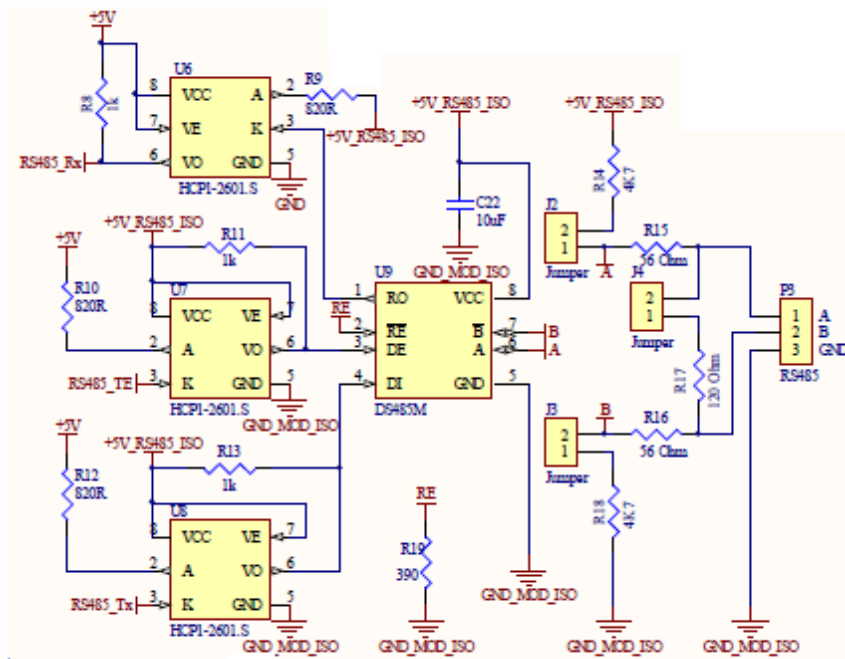 +5V
U6
R8
1k
8
VCC
A
2
R9
820R
7
VE
K
3
+5V_RS485_ISO
RS485_Rx
6
VO
GND
5
HCPI-2601.S
GND
+5V_RS485_ISO
C22
10uF
GND_MOD_ISO
+5V_RS485_ISO
R14
4K7
J2
2
1
Jumper
A
R15
56 Ohm
J4
2
1
Jumper
R17
120 Ohm
P3
1
A
2
B
3
GND
RS485
+5V
R10
820R
+5V_RS485_ISO
R11
1k
U7
8
VCC
VE
7
2
A
VO
6
RS485_TE
3
K
GND
5
HCPI-2601.S
GND_MOD_ISO
U9
1
RO
VCC
8
RE
2
RE
B
7
B
3
DE
A
6
A
4
DI
GND
5
DS485M
GND_MOD_ISO
J3
2
1
Jumper
B
R16
56 Ohm
R18
4K7
GND_MOD_ISO
GND_MOD_ISO
+5V
R12
820R
+5V_RS485_ISO
R13
1k
U8
8
VCC
VE
7
2
A
VO
6
RS485_Tx
3
K
GND
5
HCPI-2601.S
GND_MOD_ISO
RE
R19
390
GND_MOD_ISO